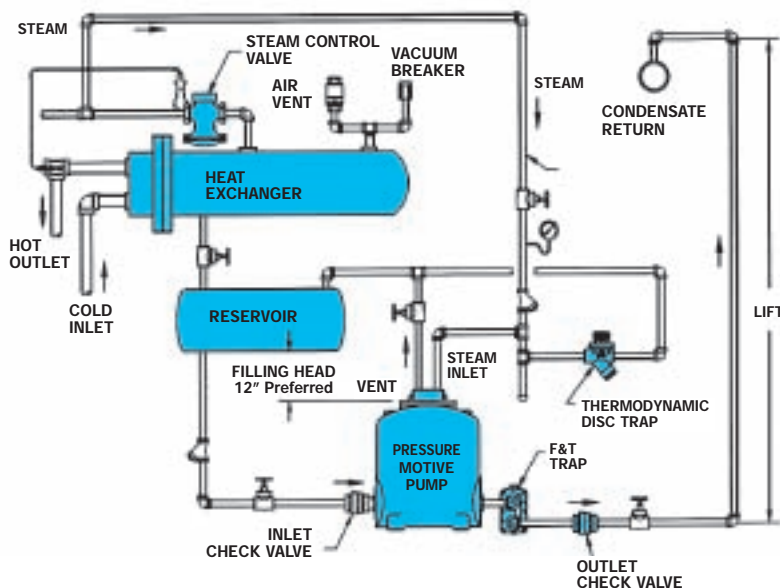 STEAM
STEAM CONTROL
VALVE
VACUUM
BREAKER
AIR
VENT
STEAM
CONDENSATE
RETURN
HEAT
EXCHANGER
HOT
OUTLET
COLD
INLET
RESERVOIR
LIFT
FILLING HEAD
12” Preferred
VENT
STEAM
INLET
THERMODYNAMIC
DISC TRAP
PRESSURE
MOTIVE
PUMP
F&T
TRAP
INLET
CHECK VALVE
OUTLET
CHECK VALVE